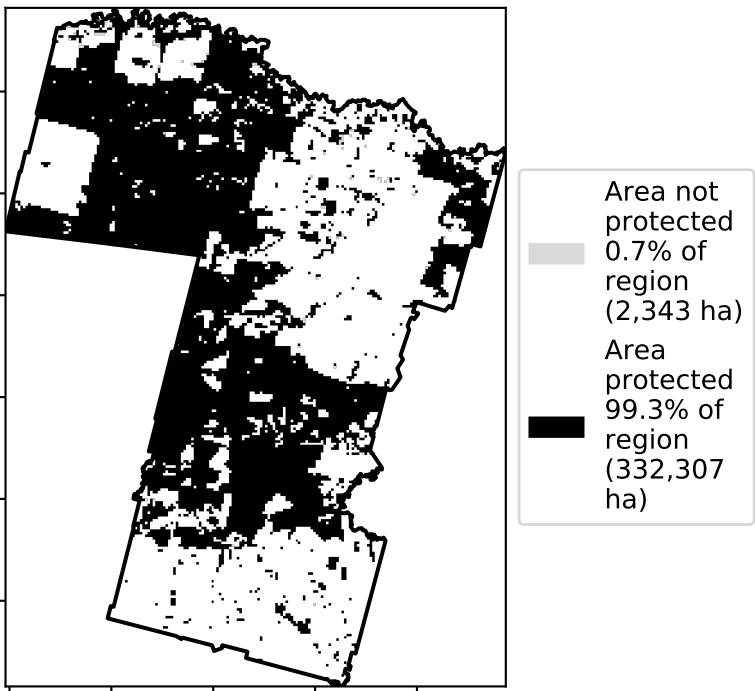 Area not
protected
0.7% of
region
(2,343 ha)
Area
protected
99.3% of
region
(332,307
ha)